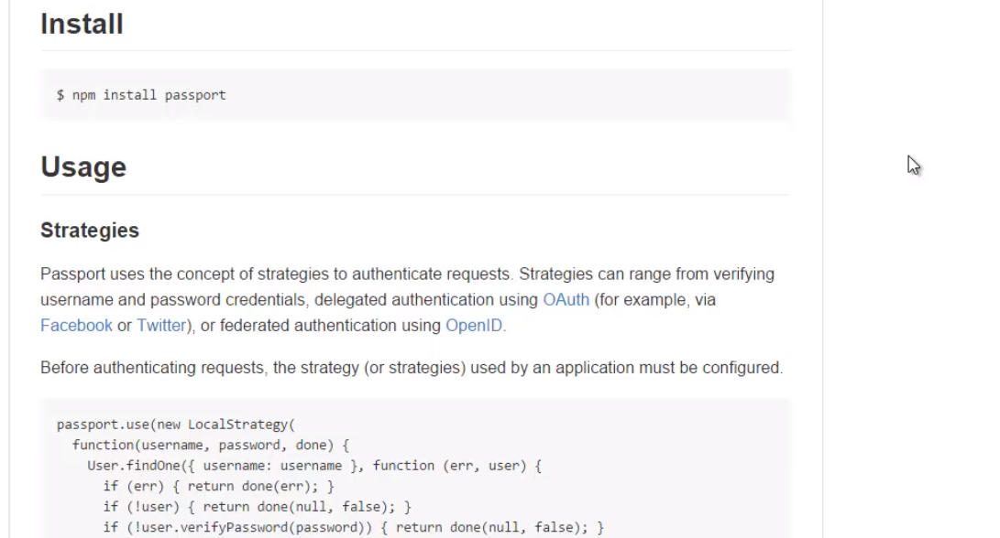 Install
$ npm install passport
Usage
Strategies
Passport uses the concept of strategies to authenticate requests. Strategies can range from verifying
username and password credentials, delegated authentication using OAuth (for example, via
Facebook or Twitter), or federated authentication using OpenID.
Before authenticating requests, the strategy (or strategies) used by an application must be configured.
passport.use(new LocalStrategy(
  function(username, password, done) {
    User.findOne({ username: username }, function (err, user) {
      if (err) { return done(err); }
      if (!user) { return done(null, false); }
      if (!user.verifyPassword(password)) { return done(null, false); }